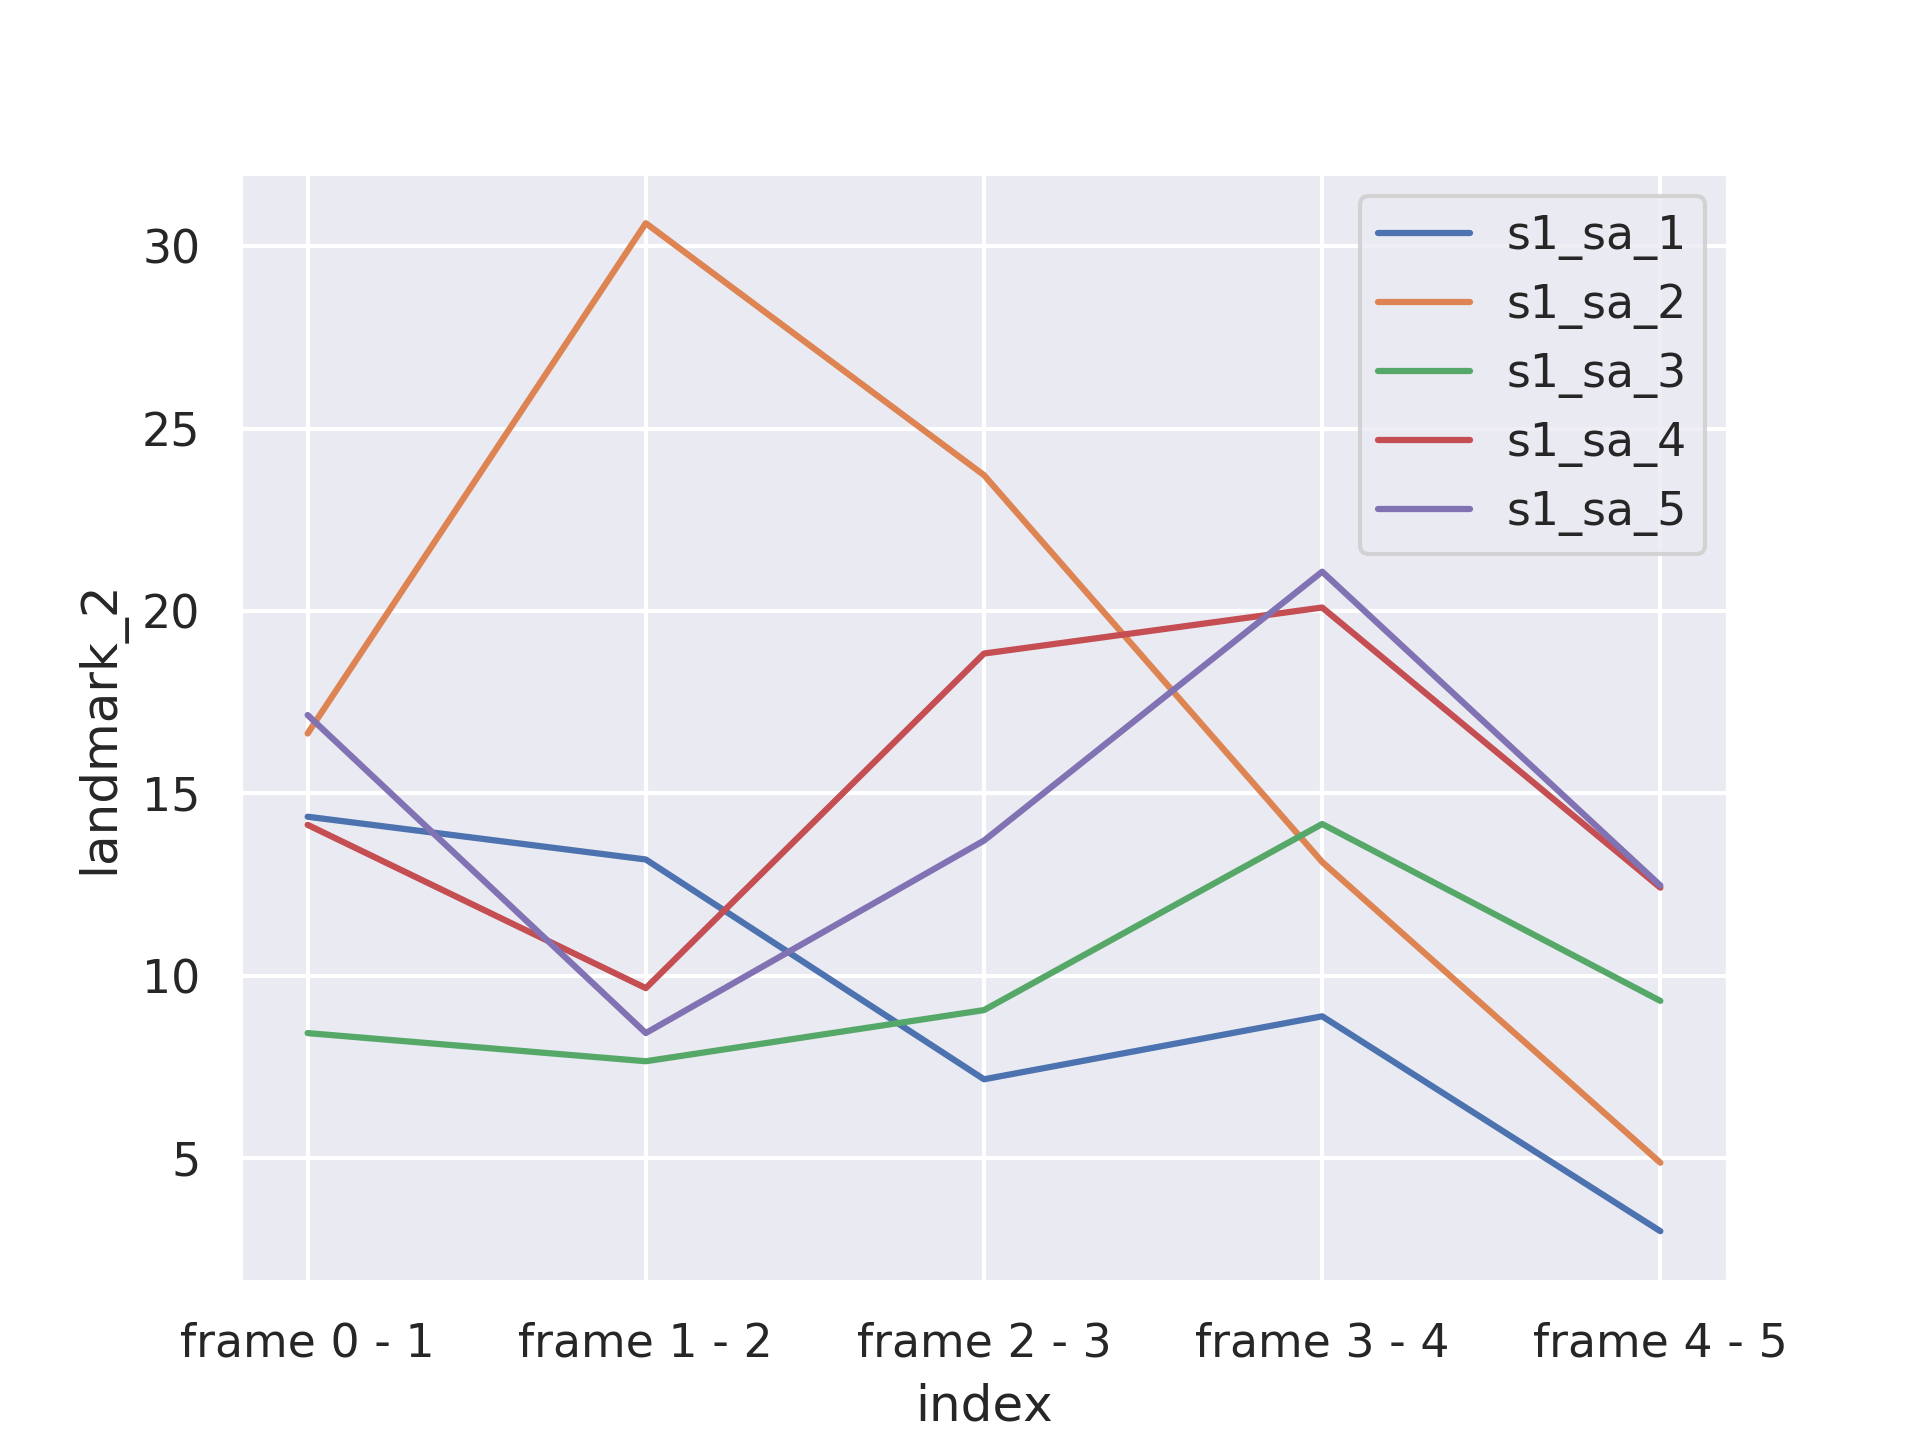 s1_sa_1
s1_sa_2
s1_sa_3
s1_sa_4
s1_sa_5
landmark_2
30
25
20
15
10
5
frame 0 - 1
frame 1 - 2
frame 2 - 3
frame 3 - 4
frame 4 - 5
index